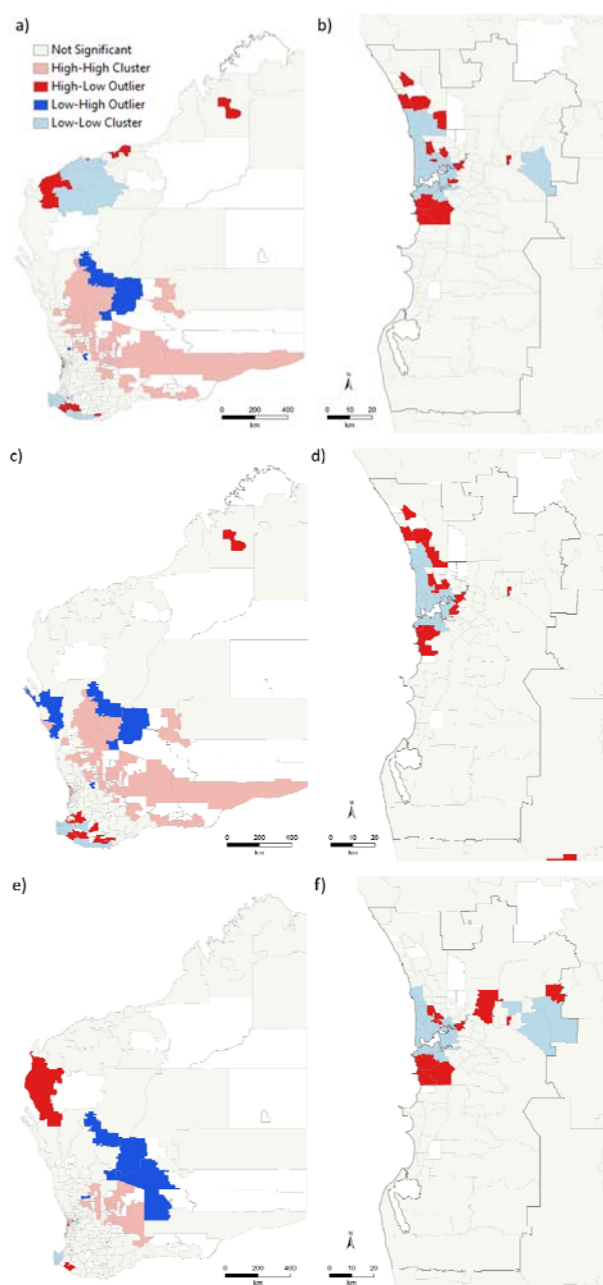 a)
b)
Not Significant
High-High Cluster
High-Low Outlier
Low-High Outlier
Low-Low Cluster
0 200 400
km
0 10 20
km
c)
d)
0 200 400
km
0 10 20
km
e)
f)
0 200 400
km
0 10 20
km